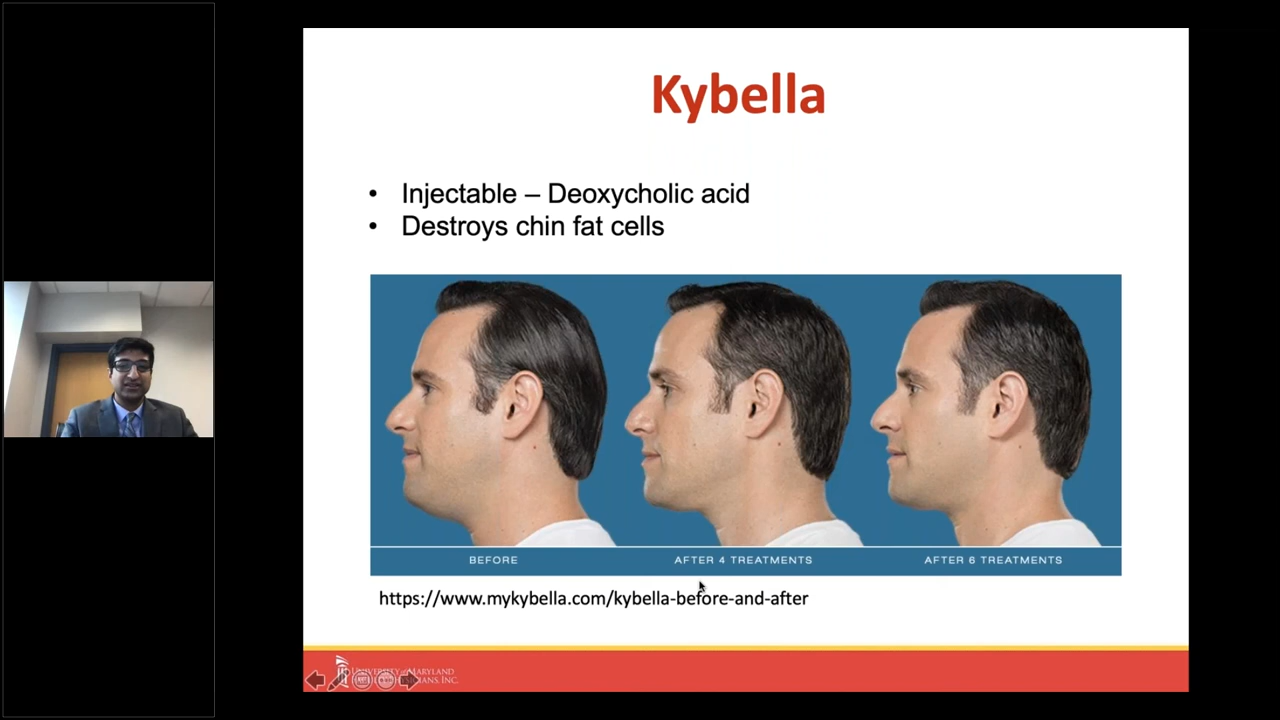 Kybella
• Injectable – Deoxycholic acid
• Destroys chin fat cells
BEFORE
AFTER 4 TREATMENTS
AFTER 6 TREATMENTS
https://www.mykybella.com/kybella-before-and-after
UNIVERSITY of MARYLAND
PHYSICIANS, INC.